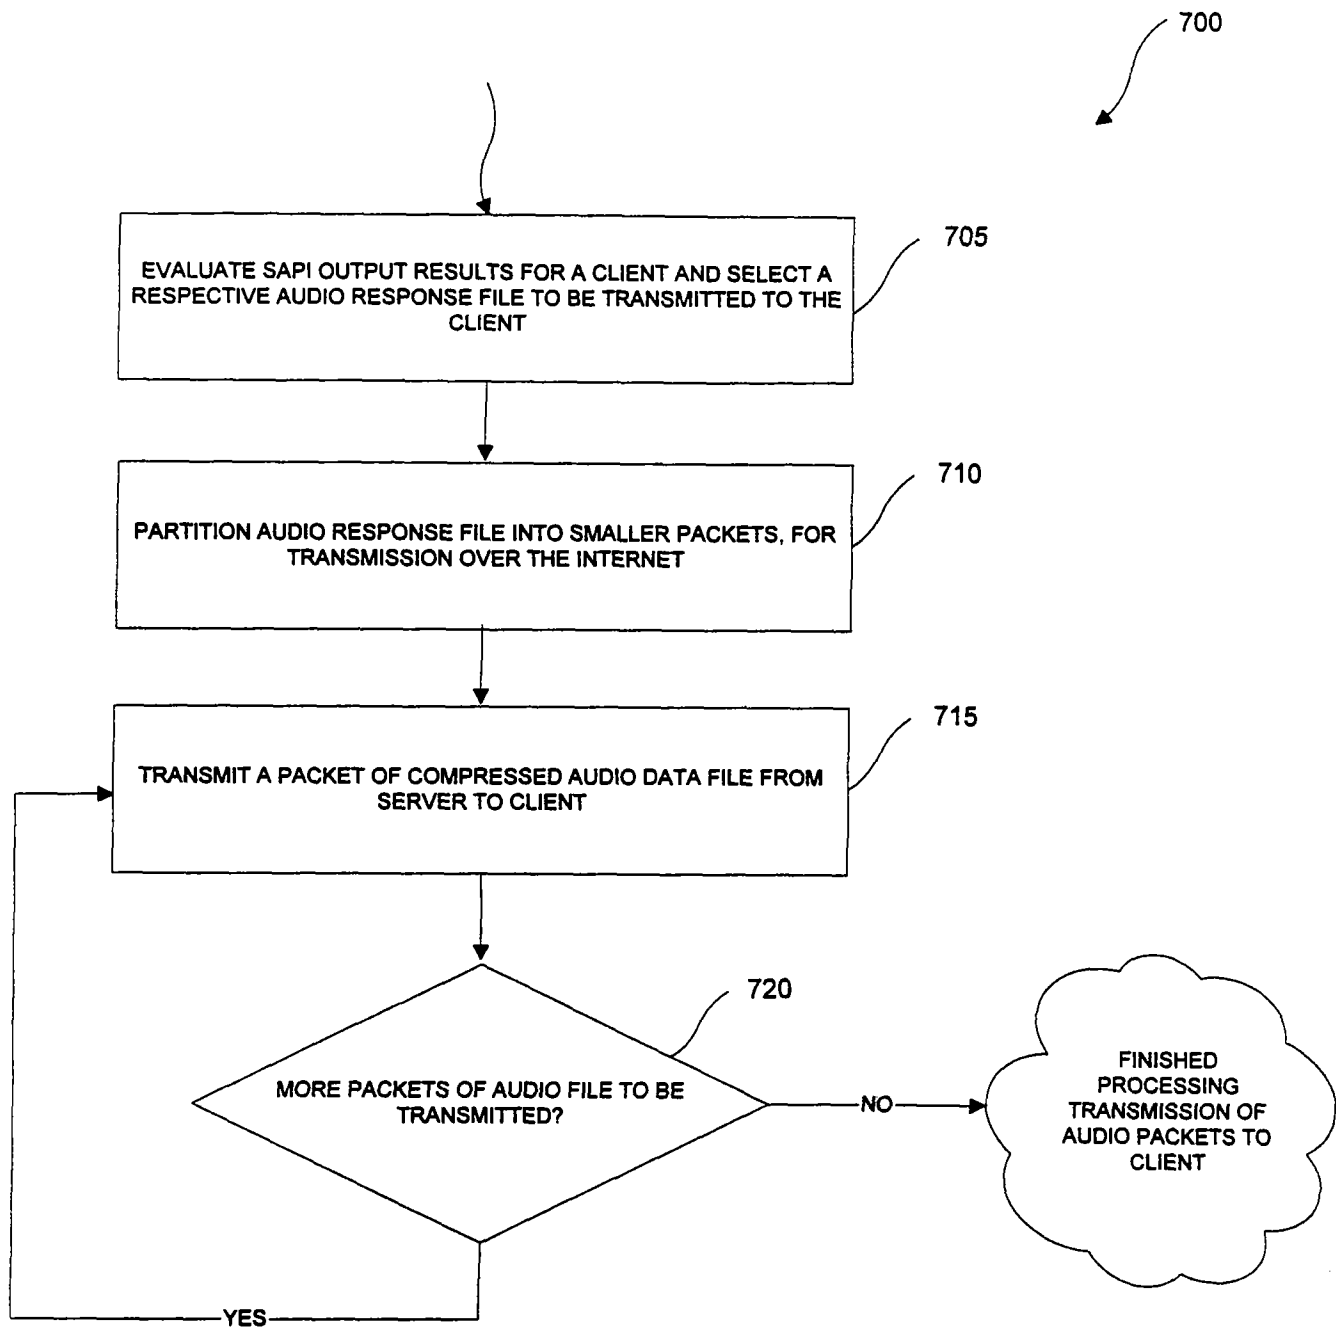 700
705
EVALUATE SAPI OUTPUT RESULTS FOR A CLIENT AND SELECT A
RESPECTIVE AUDIO RESPONSE FILE TO BE TRANSMITTED TO THE
CLIENT
710
PARTITION AUDIO RESPONSE FILE INTO SMALLER PACKETS, FOR
TRANSMISSION OVER THE INTERNET
715
TRANSMIT A PACKET OF COMPRESSED AUDIO DATA FILE FROM
SERVER TO CLIENT
720
MORE PACKETS OF AUDIO FILE TO BE
TRANSMITTED?
NO
FINISHED
PROCESSING
TRANSMISSION OF
AUDIO PACKETS TO
CLIENT
YES